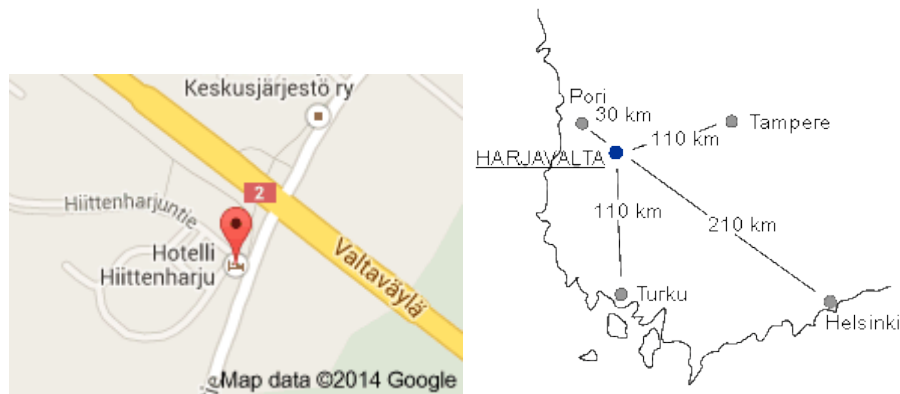 Keskusjärjestö ry
2
Hiittenharjuntie
Hotelli
Hiittenharju
Valtaväylä
Map data ©2014 Google
Pori
30 km
Tampere
110 km
HARJAVALTA
110 km
210 km
Turku
Helsinki